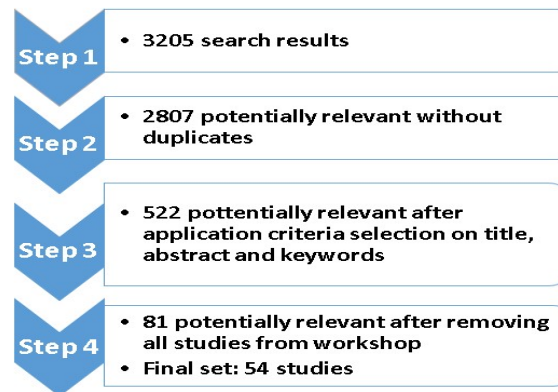 Step 1
• 3205 search results
Step 2
• 2807 potentially relevant without
duplicates
Step 3
• 522 pottentially relevant after
application criteria selection on title,
abstract and keywords
Step 4
• 81 potentially relevant after removing
all studies from workshop
• Final set: 54 studies